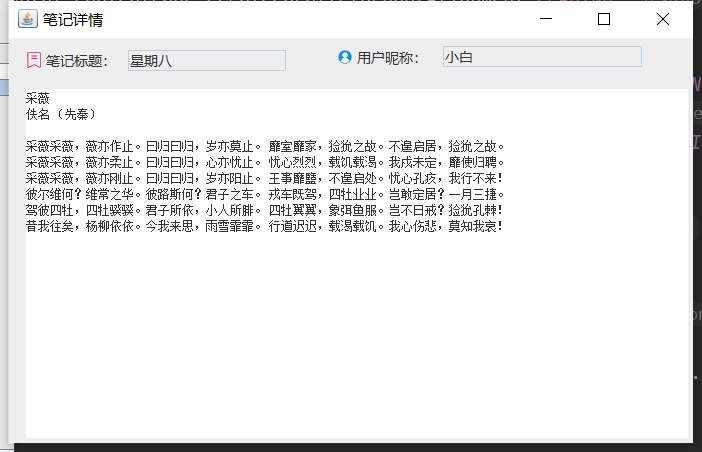 笔记详情
笔记标题： 星期八 用户昵称： 小白
采薇
佚名（先秦）
采薇采薇，薇亦作止。曰归曰归，岁亦莫止。 靡室靡家，猃狁之故。不遑启居，猃狁之故。
采薇采薇，薇亦柔止。曰归曰归，心亦忧止。 忧心烈烈，载饥载渴。我戍未定，靡使归聘。
采薇采薇，薇亦刚止。曰归曰归，岁亦阳止。 王事靡盬，不遑启处。忧心孔疚，我行不来！
彼尔维何？维常之华。彼路斯何？君子之车。 戎车既驾，四牡业业。岂敢定居？一月三捷。
驾彼四牡，四牡骙骙。君子所依，小人所腓。 四牡翼翼，象弭鱼服。岂不日戒？猃狁孔棘！
昔我往矣，杨柳依依。今我来思，雨雪霏霏。 行道迟迟，载渴载饥。我心伤悲，莫知我哀！